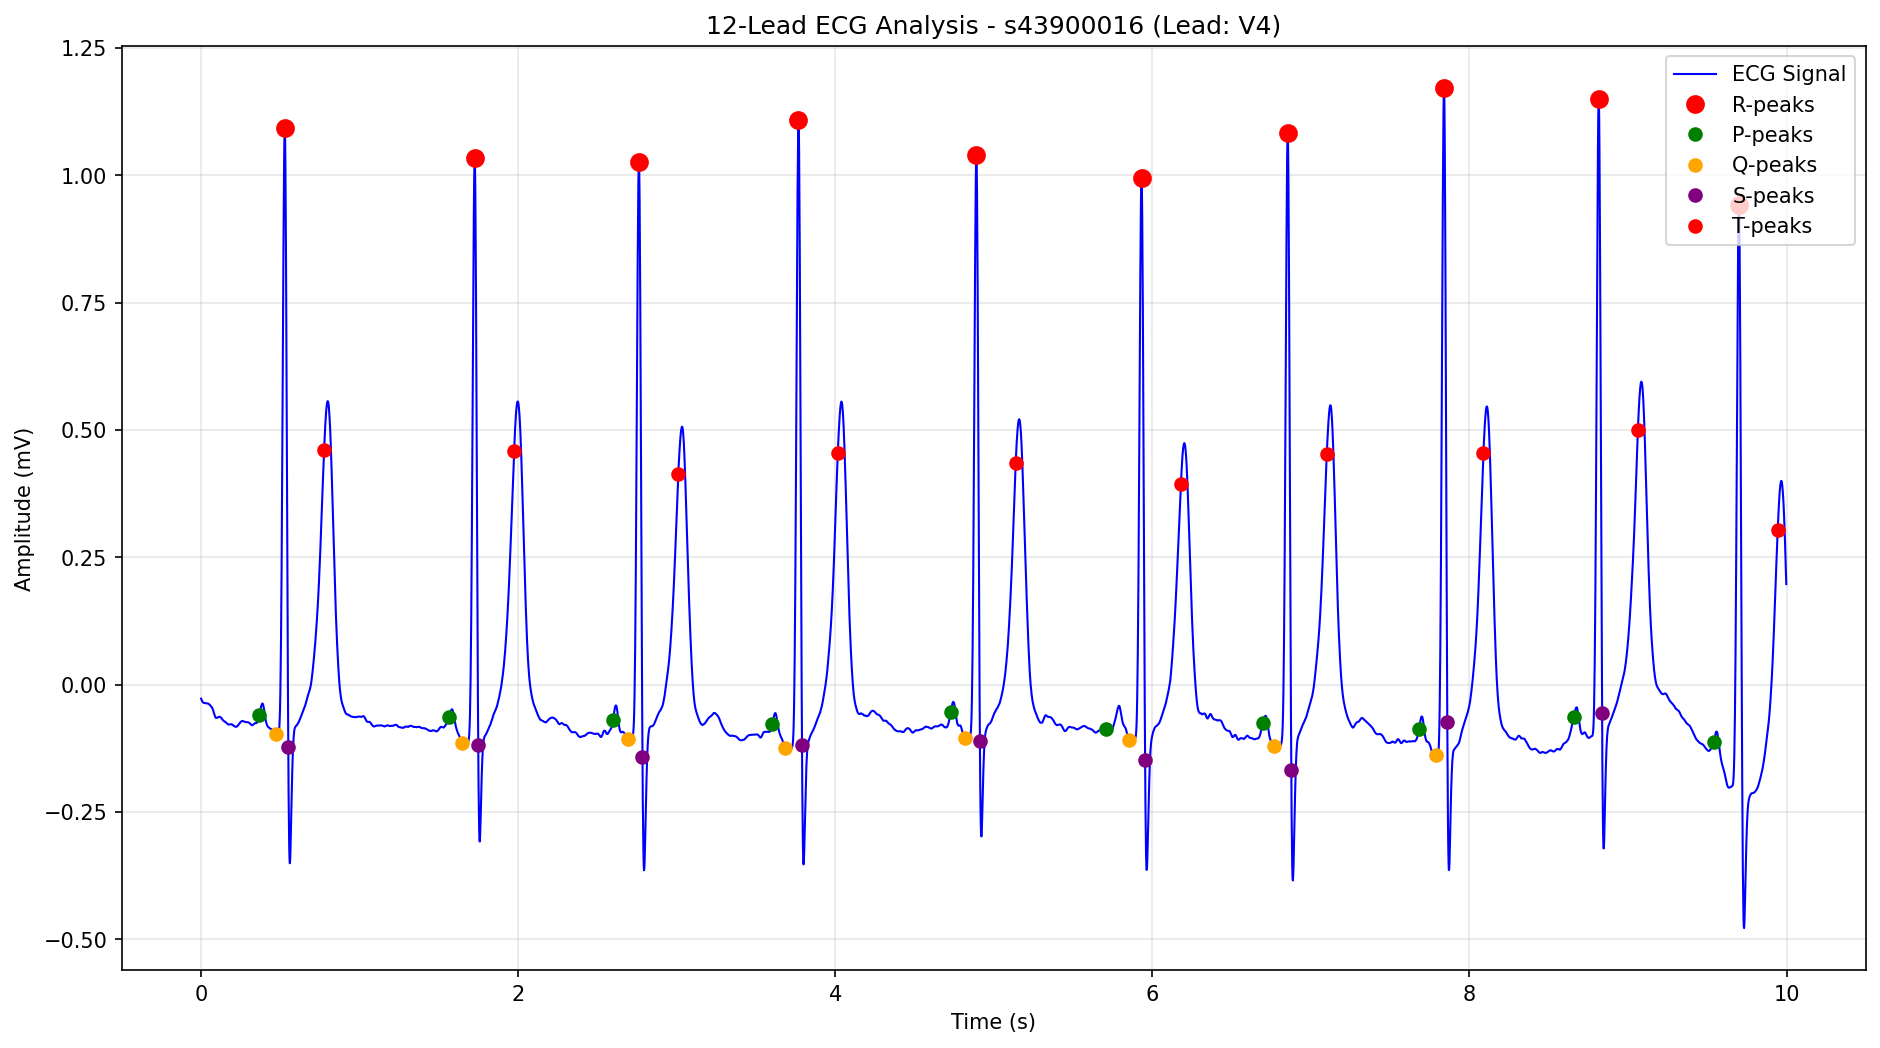 12-Lead ECG Analysis - s43900016 (Lead: V4)
1.25
1.00
0.75
0.50
0.25
0.00
−0.25
−0.50
Amplitude (mV)
ECG Signal
R-peaks
P-peaks
Q-peaks
S-peaks
T-peaks
0
2
4
6
8
10
Time (s)